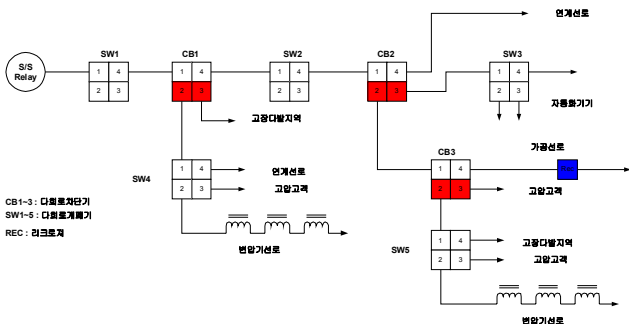 연계선로
S/S
Relay
SW1
CB1
SW2
CB2
SW3
1 4
2 3
1 4
2 3
1 4
2 3
1 4
2 3
1 4
2 3
고장다발지역
자동화기기
CB3
가공선로
SW4
1 4
2 3
연계선로
고압고객
1 4
2 3
고압고객
CB1~3 : 다회로차단기
SW1~5 : 다회로개폐기
REC : 리크로져
변압기선로
SW5
1 4
2 3
고장다발지역
고압고객
변압기선로